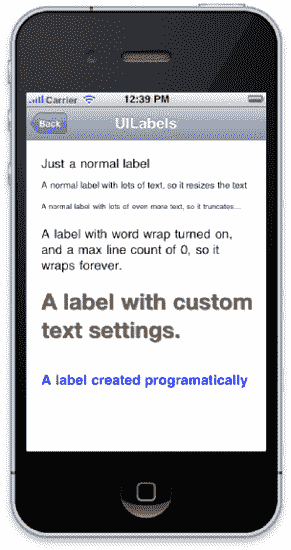 Carrier 12:39 PM
Back UILabels
Just a normal label
A normal label with lots of text, so it resizes the text
A normal label with lots of even more text, so it truncates...
A label with word wrap turned on,
and a max line count of 0, so it
wraps forever.
A label with custom
text settings.
A label created programatically